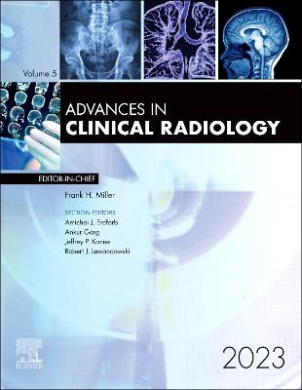 Volume 5
ADVANCES IN
CLINICAL RADIOLOGY
EDITOR-IN-CHIEF
Frank H. Miller
SECTION EDITORS
Amichai J. Erdfarb
Ankur Garg
Jeffrey P. Kanne
Robert J. Lewandowski
ELSEVIER
2023